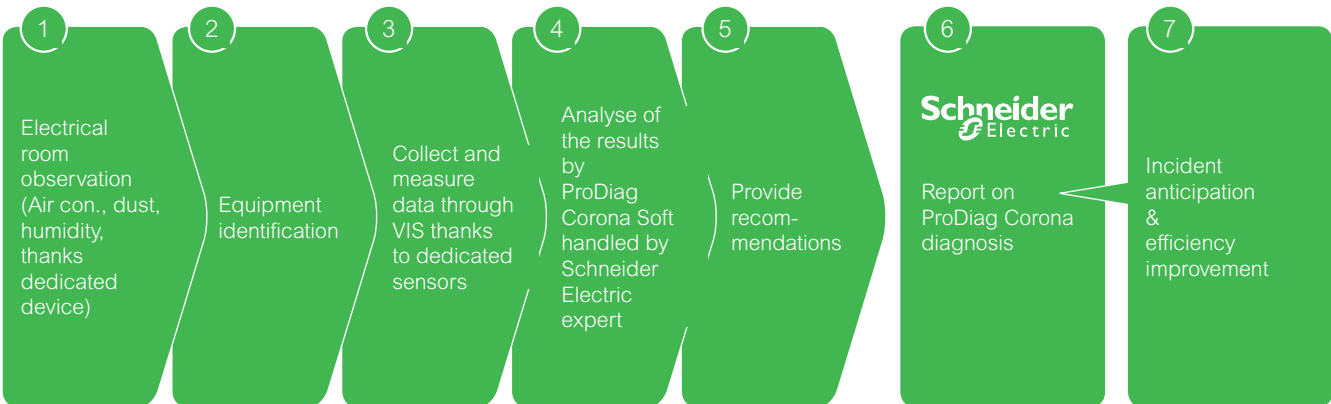 1
Electrical
room
observation
(Air con., dust,
humidity,
thanks
dedicated
device)
2
Equipment
identification
3
Collect and
measure
data through
VIS thanks
to dedicated
sensors
4
Analyse of
the results
by
ProDiag
Corona Soft
handled by
Schneider
Electric
expert
5
Provide
recom-
mendations
6
Schneider
Electric
Report on
ProDiag Corona
diagnosis
7
Incident
anticipation
&
efficiency
improvement